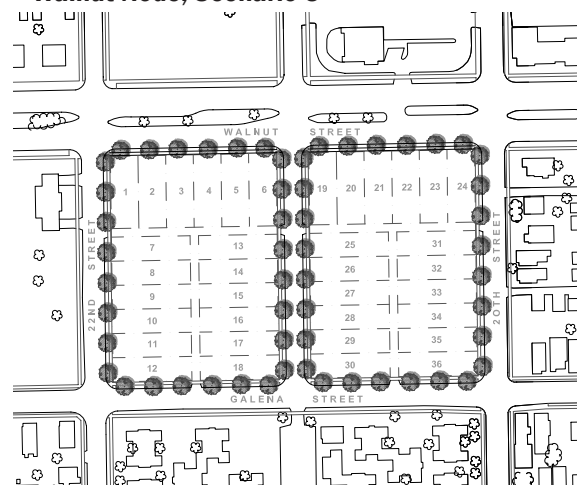 Walnut Node, Scenario C
WALNUT STREET
1 2 3 4 5 6 19 20 21 22 23 24
22ND STREET
20TH STREET
7 13 25 31
8 14 26 32
9 15 27 33
10 16 28 34
11 17 29 35
12 18 30 36
GALENA STREET